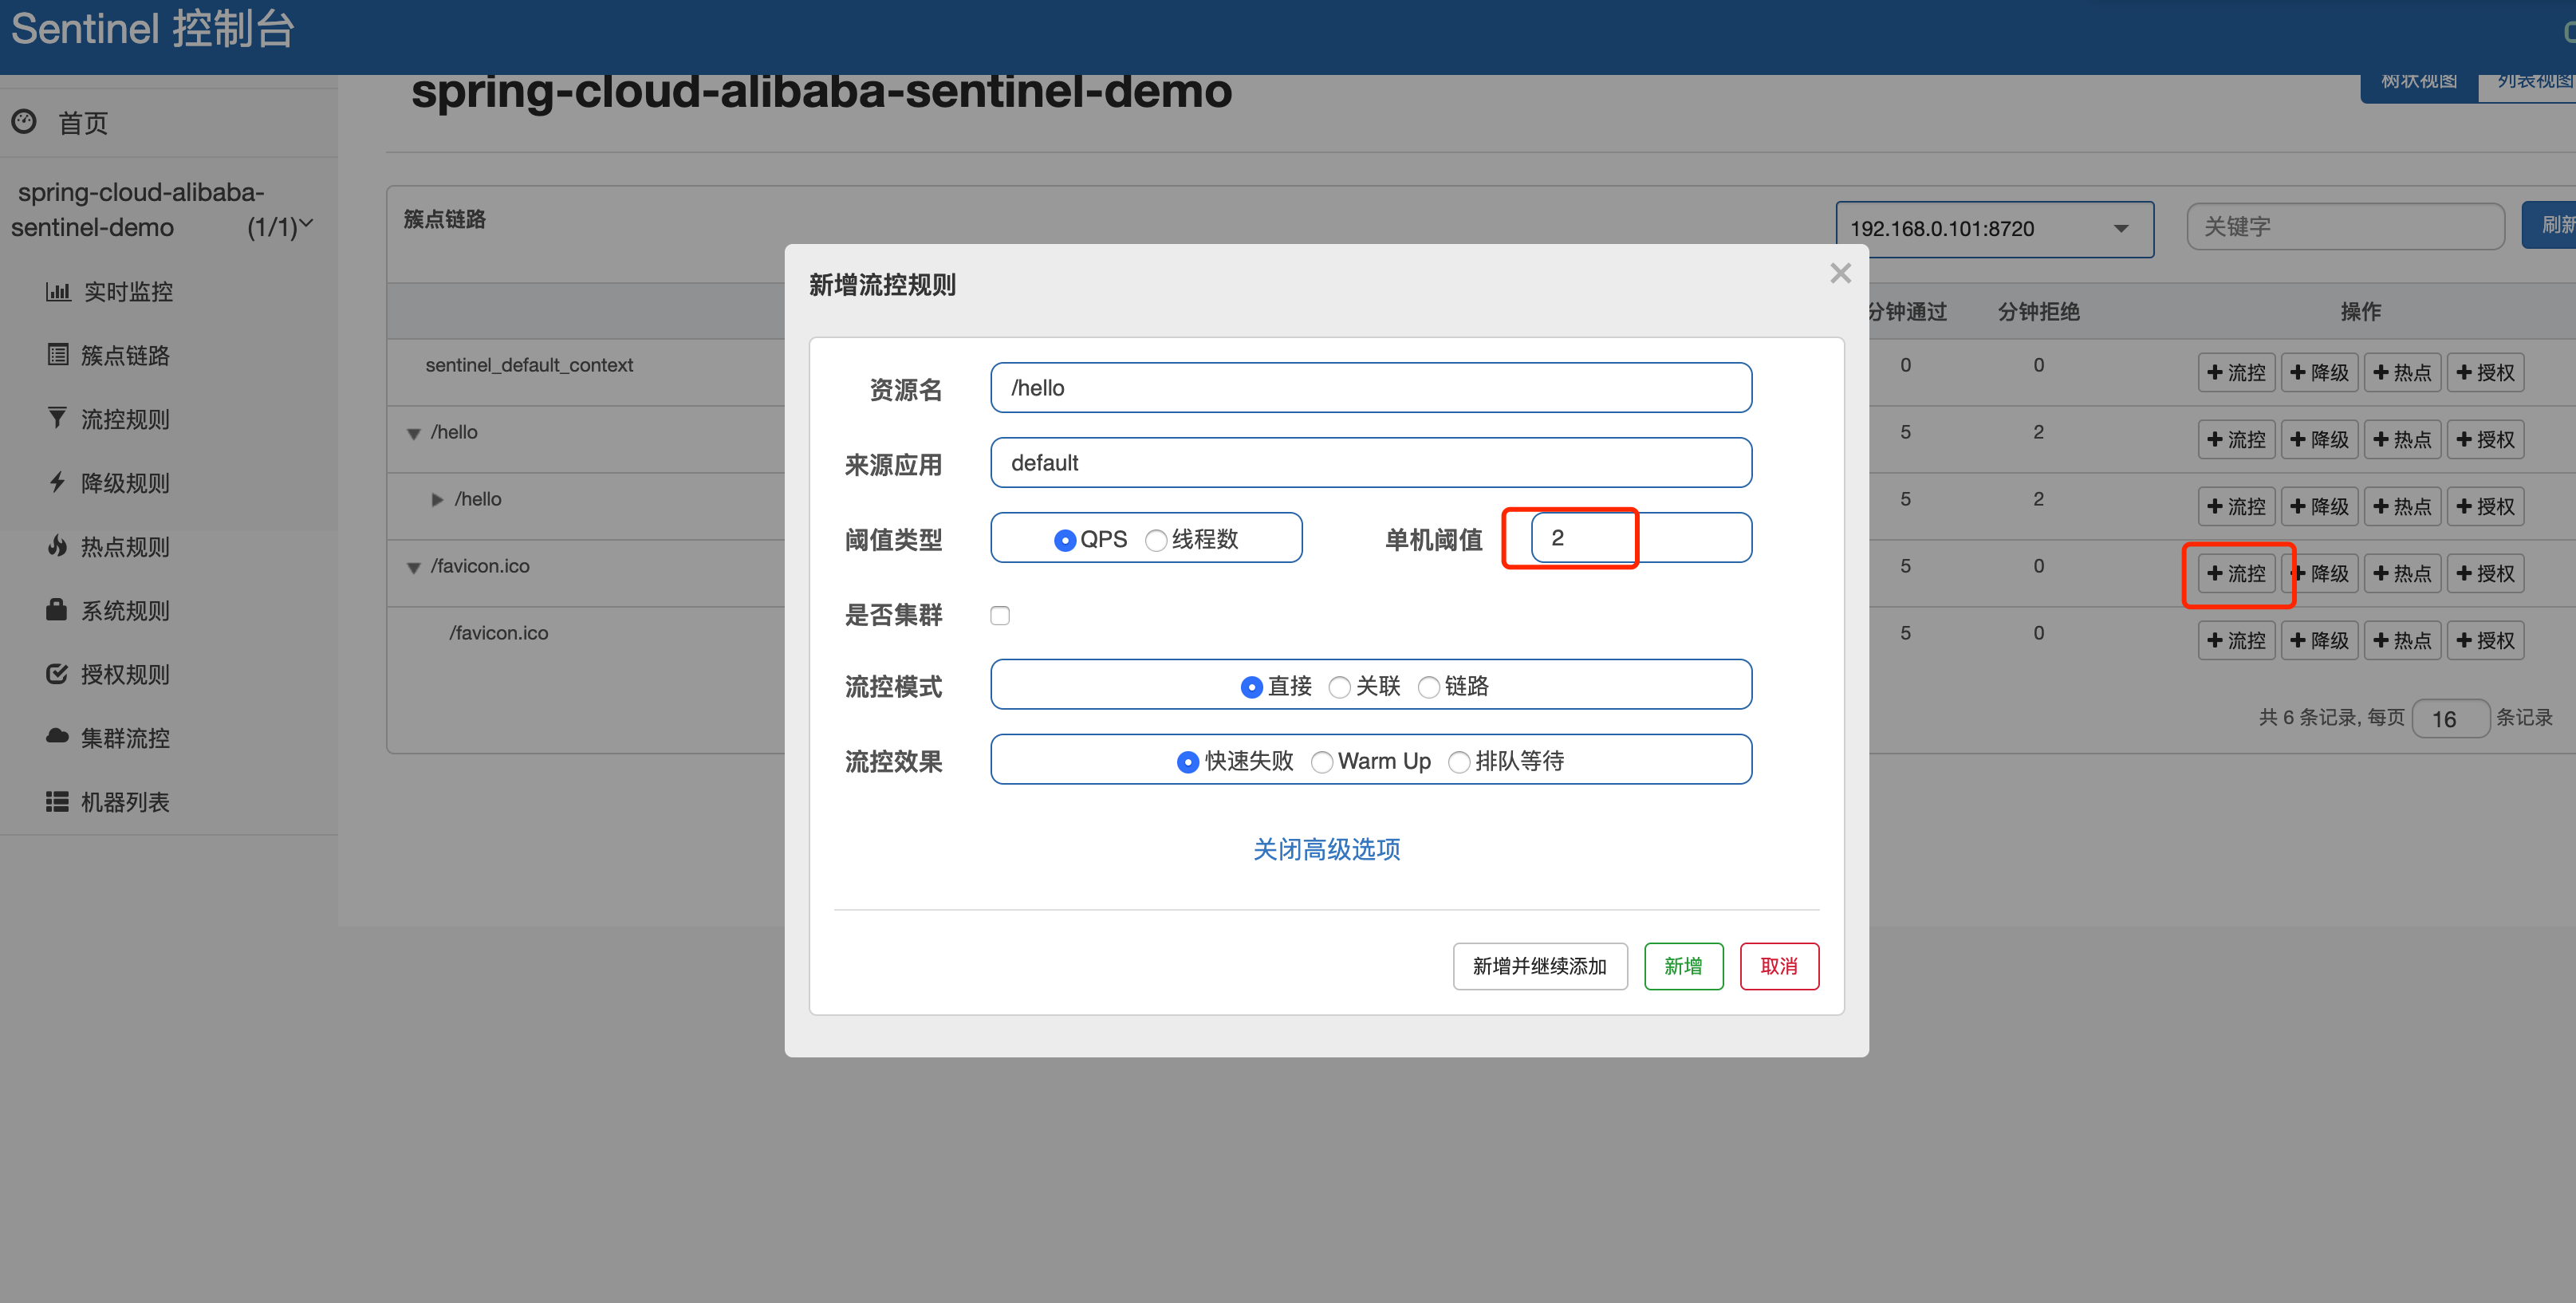 Sentinel 控制台
首页
spring-cloud-alibaba-
sentinel-demo (1/1)
实时监控
簇点链路
流控规则
降级规则
热点规则
系统规则
授权规则
集群流控
机器列表
spring-cloud-alibaba-sentinel-demo
树状视图 列表视图
簇点链路
192.168.0.101:8720 关键字 刷新
分钟通过 分钟拒绝 操作
sentinel_default_context 0 0 流控 降级 热点 授权
/hello 5 2 流控 降级 热点 授权
/hello 5 2 流控 降级 热点 授权
/favicon.ico 5 0 流控 降级 热点 授权
/favicon.ico 5 0 流控 降级 热点 授权
共 6 条记录, 每页 16 条记录
新增流控规则 ×
资源名 /hello
来源应用 default
阈值类型 QPS 线程数 单机阈值 2
是否集群
流控模式 直接 关联 链路
流控效果 快速失败 Warm Up 排队等待
关闭高级选项
新增并继续添加 新增 取消